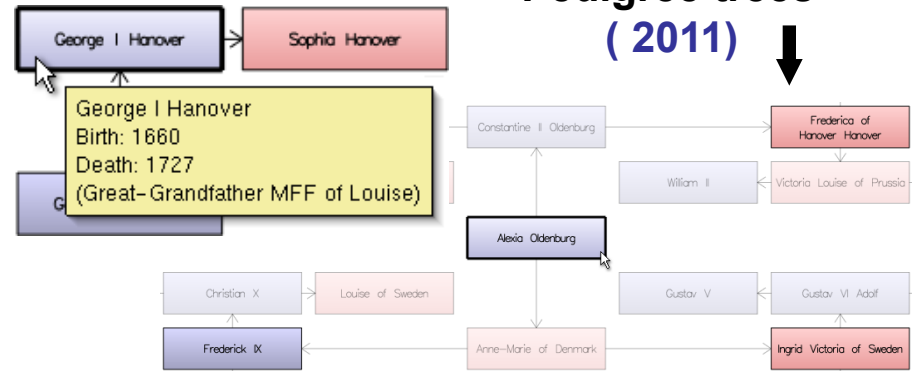 Pedigree trees
( 2011)
George I Hanover
Sophia Hanover
George I Hanover
Birth: 1660
Death: 1727
(Great-Grandfather MFF of Louise)
G
Constantine II Oldenburg
Frederica of
Hanover Hanover
William II
Victoria Louise of Prussia
Alexia Oldenburg
Christian X
Louise of Sweden
Gustav V
Gustav VI Adolf
Frederick IX
Anne-Marie of Denmark
Ingrid Victoria of Sweden